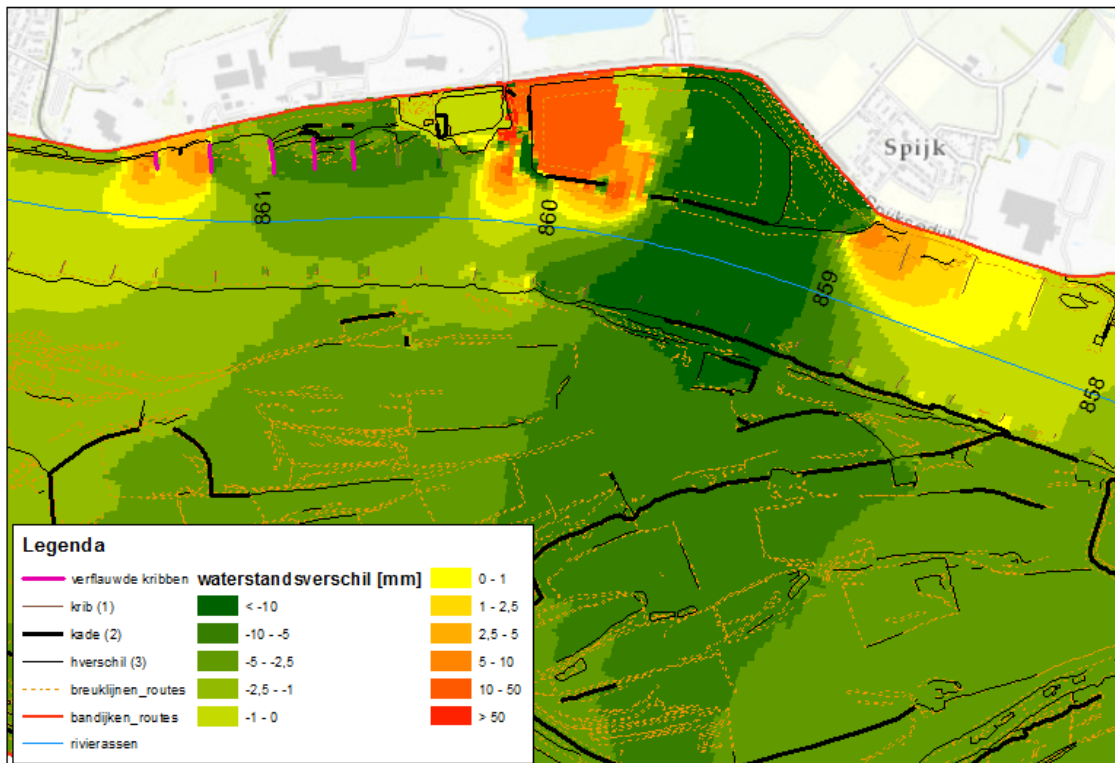 Spijk
861
860
859
858
Legenda
verflauwde kribben
krib (1)
kade (2)
hverschil (3)
breuklijnen_routes
bandijken_routes
rivierassen
waterstandsverschil [mm]
< -10
-10 - -5
-5 - -2,5
-2,5 - -1
-1 - 0
0 - 1
1 - 2,5
2,5 - 5
5 - 10
10 - 50
> 50